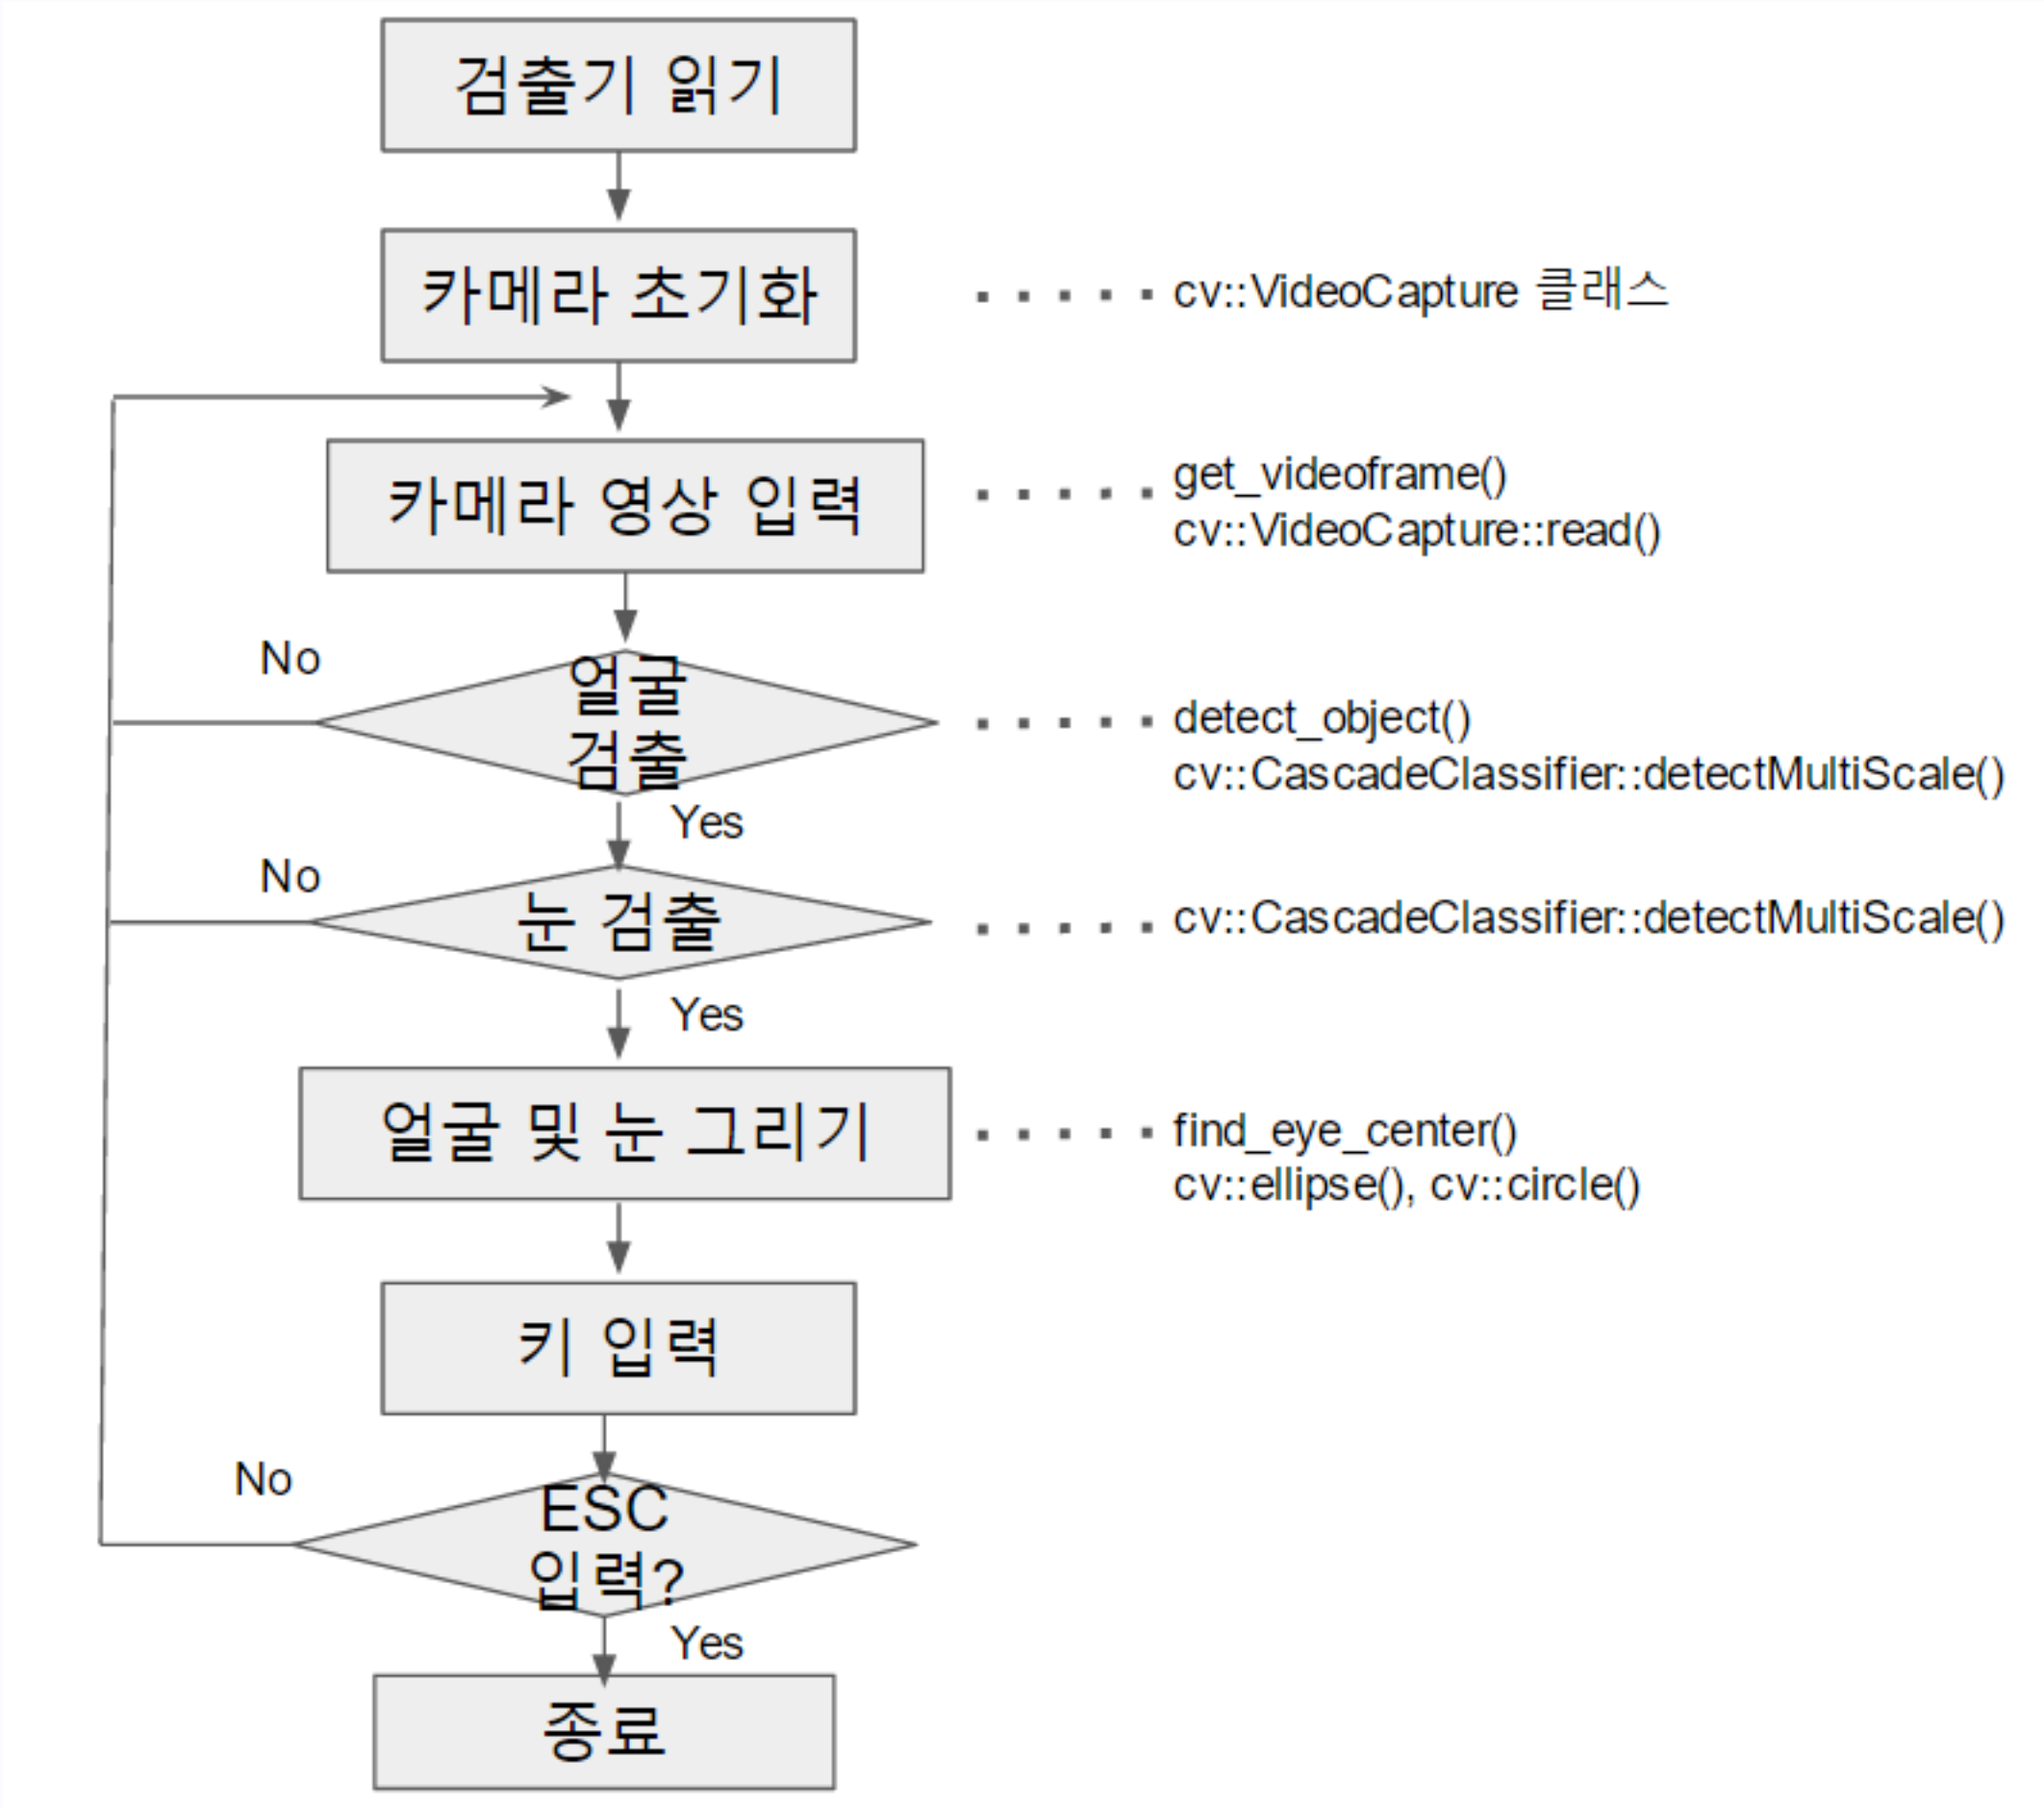 검출기 읽기
카메라 초기화
cv::VideoCapture 클래스
카메라 영상 입력
get_videoframe()
cv::VideoCapture::read()
No
얼굴
검출
detect_object()
cv::CascadeClassifier::detectMultiScale()
Yes
No
눈 검출
cv::CascadeClassifier::detectMultiScale()
Yes
얼굴 및 눈 그리기
find_eye_center()
cv::ellipse(), cv::circle()
키 입력
No
ESC
입력?
Yes
종료